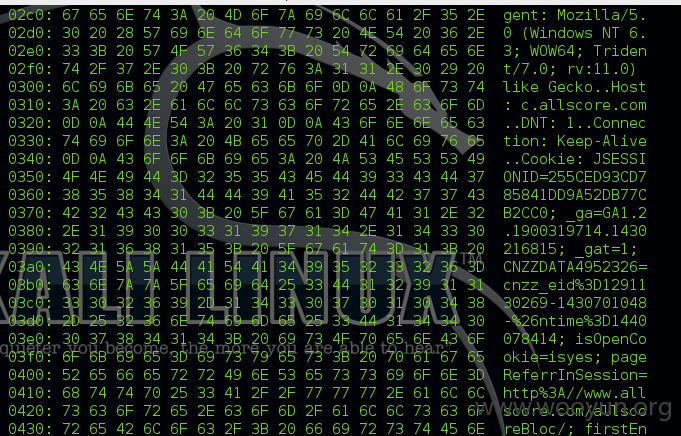 02c0: 67 65 6E 74 3A 20 4D 6F 7A 69 6C 6C 61 2F 35 2E gent: Mozilla/5.
02d0: 30 20 28 57 69 6E 64 6F 77 73 20 4E 54 20 36 2E 0 (Windows NT 6.
02e0: 33 3B 20 57 4F 57 36 34 3B 20 54 72 69 64 65 6E 3; WOW64; Triden
02f0: 74 2F 37 2E 30 3B 20 72 76 3A 31 31 2E 30 29 20 t/7.0; rv:11.0)
0300: 6C 69 6B 65 20 47 65 63 6B 6F 0D 0A 48 6F 73 74 like Gecko..Host
0310: 3A 20 63 2E 61 6C 6C 73 63 6F 72 65 2E 63 6F 6D : c.allscore.com
0320: 0D 0A 44 4E 54 3A 20 31 0D 0A 43 6F 6E 6E 65 63 ..DNT: 1..Connec
0330: 74 69 6F 6E 3A 20 4B 65 65 70 2D 41 6C 69 76 65 tion: Keep-Alive
0340: 0D 0A 43 6F 6F 6B 69 65 3A 20 4A 53 45 53 53 49 ..Cookie: JSESSI
0350: 4F 4E 49 44 3D 32 35 35 43 45 44 39 33 43 44 37 ONID=255CED93CD7
0360: 38 35 38 34 31 44 44 39 41 35 32 44 42 37 37 43 85841DD9A52DB77C
0370: 42 32 43 43 30 3B 20 5F 67 61 3D 47 41 31 2E 32 B2CC0; _ga=GA1.2
0380: 2E 31 39 30 30 33 31 39 37 31 34 2E 31 34 33 30 .1900319714.1430
0390: 32 31 36 38 31 35 3B 20 5F 67 61 74 3D 31 3B 20 216815; _gat=1;
03a0: 43 4E 5A 5A 44 41 54 41 34 39 35 32 33 32 36 3D CNZZDATA4952326=
03b0: 63 6E 7A 7A 5F 65 69 64 25 33 44 31 32 39 31 31 cnzz_eid%3D12911
03c0: 33 30 32 36 39 2D 31 34 33 30 37 30 31 30 34 38 30269-1430701048
03d0: 2D 25 32 36 6E 74 69 6D 65 25 33 44 31 34 34 30 -%26ntime%3D1440
03e0: 30 37 38 34 31 34 3B 20 69 73 4F 70 65 6E 43 6F 078414; isOpenCo
03f0: 6F 6B 69 65 3D 69 73 79 65 73 3B 20 70 61 67 65 okie=isyes; page
0400: 52 65 66 65 72 72 49 6E 53 65 73 73 69 6F 6E 3D ReferrInSession=
0410: 68 74 74 70 25 33 41 2F 2F 77 77 77 2E 61 6C 6C http%3A//www.all
0420: 73 63 6F 72 65 2E 63 6F 6D 2F 61 6C 6C 73 63 6F score.com/allsco
0430: 72 65 42 6C 6F 63 2F 3B 20 66 69 72 73 74 45 6E reBloc/; firstEn
KALI LINUX™
quieter you become, the more you are able to hear"
www.wooyun.org